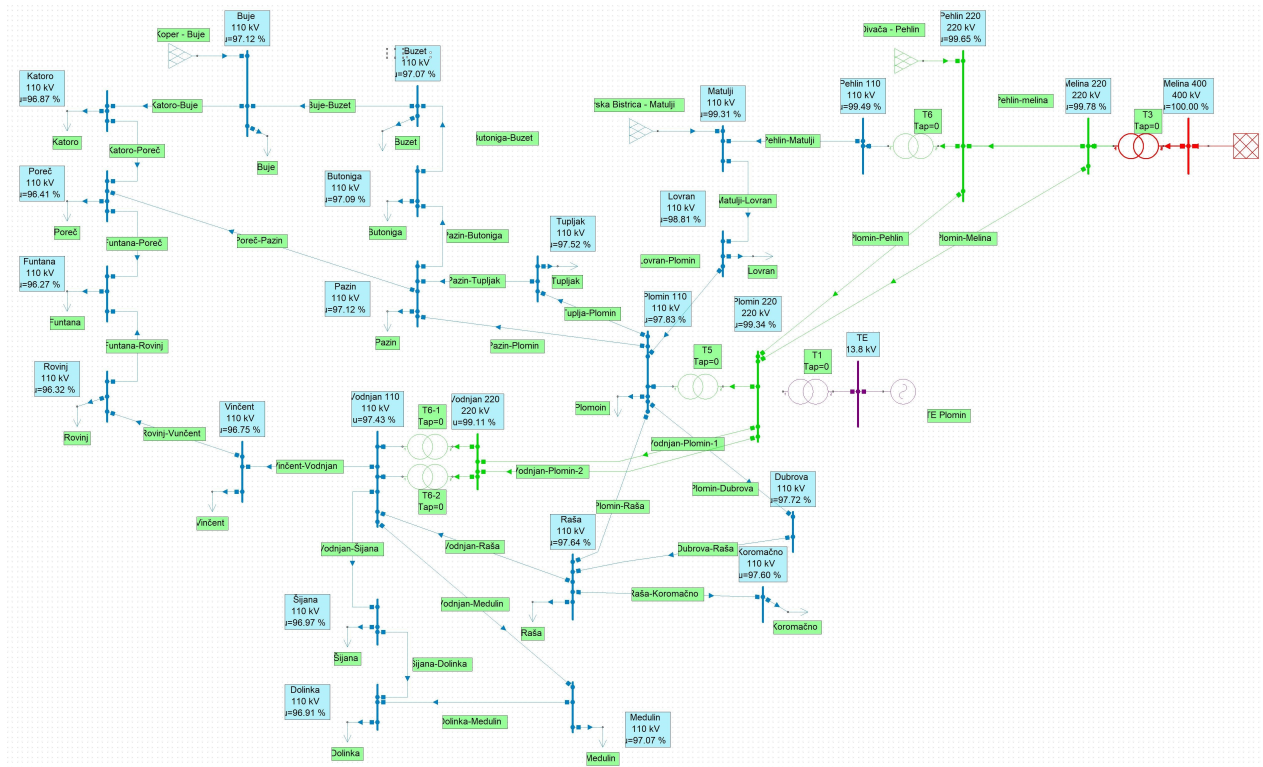 Buje
110 kV
u=97.12 %
Koper - Buje
Buzet
110 kV
u=97.07 %
Divača - Pehlin
Pehlin 220
220 kV
u=99.65 %
Katoro
110 kV
u=96.87 %
Katoro-Buje
Buje-Buzet
Katoro
Buje
Buzet
Butoniga-Buzet
rska Bistrica - Matulji
Matulji
110 kV
u=99.31 %
Pehlin 110
110 kV
u=99.49 %
T6
Tap=0
Pehlin-melina
Melina 220
220 kV
u=99.78 %
T3
Tap=0
Melina 400
400 kV
u=100.00 %
Pehlin-Matulji
Katoro-Poreč
Poreč
110 kV
u=96.41 %
Poreč
Butoniga
110 kV
u=97.09 %
Butoniga
Lovran
110 kV
u=98.81 %
Matulji-Lovran
Funtana-Poreč
Poreč-Pazin
Pazin-Butoniga
Tupljak
110 kV
u=97.52 %
Tupljak
Lovran-Plomin
Lovran
Plomin-Pehlin
Plomin-Melina
Funtana
110 kV
u=96.27 %
Funtana
Pazin
110 kV
u=97.12 %
Pazin-Tupljak
Tuplja-Plomin
Pazin
Pazin-Plomin
Plomin 110
110 kV
u=97.83 %
Plomin 220
220 kV
u=99.34 %
Funtana-Rovinj
T5
Tap=0
T1
Tap=0
TE
13.8 kV
TE Plomin
Rovinj
110 kV
u=96.32 %
Rovinj
Rovinj-Vunčent
Vinčent
110 kV
u=96.75 %
Vinčent
Vinčent-Vodnjan
Vodnjan 110
110 kV
u=97.43 %
T6-1
Tap=0
Vodnjan 220
220 kV
u=99.11 %
T6-2
Tap=0
Plomoin
Vodnjan-Plomin-1
Vodnjan-Plomin-2
Plomin-Dubrova
Plomin-Raša
Dubrova
110 kV
u=97.72 %
Raša
110 kV
u=97.64 %
Vodnjan-Šijana
Vodnjan-Raša
Dubrova-Raša
Koromačno
110 kV
u=97.60 %
Raša-Koromačno
Koromačno
Raša
Vodnjan-Medulin
Šijana
110 kV
u=96.97 %
Šijana
Šijana-Dolinka
Dolinka
110 kV
u=96.91 %
Dolinka
Dolinka-Medulin
Medulin
110 kV
u=97.07 %
Medulin